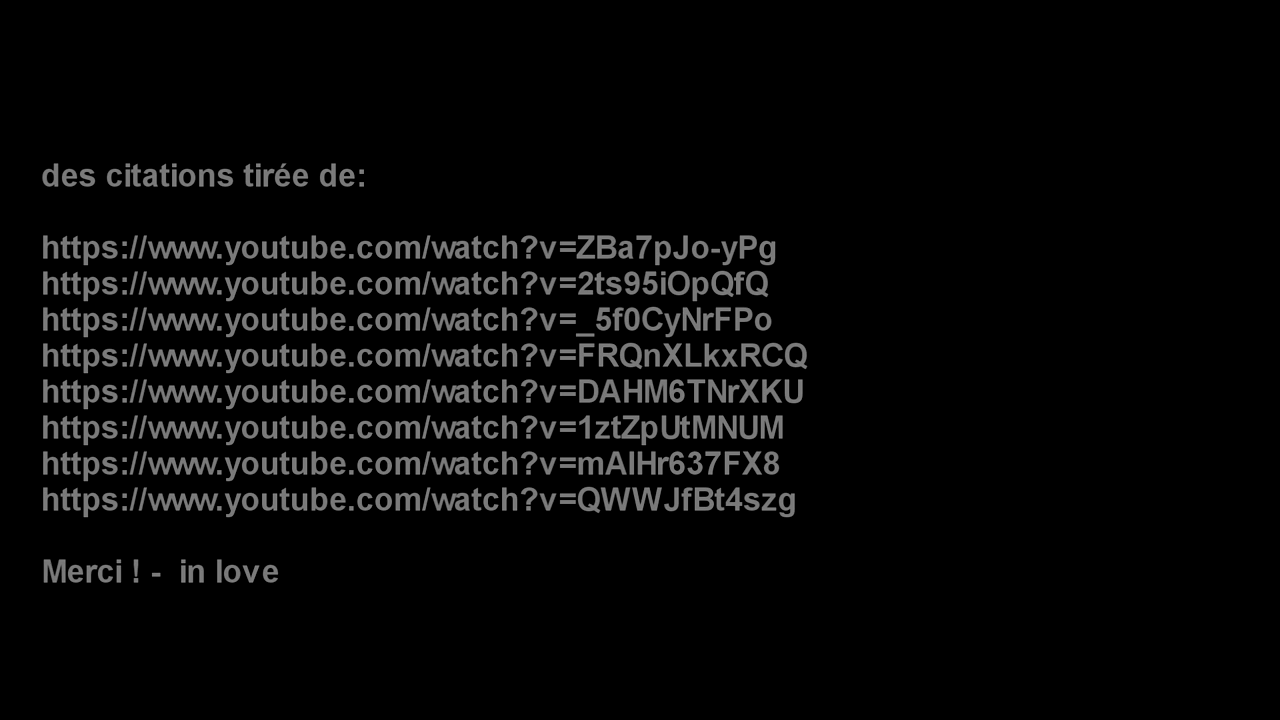 des citations tirée de:
https://www.youtube.com/watch?v=ZBa7pJo-yPg
https://www.youtube.com/watch?v=2ts95iOpQfQ
https://www.youtube.com/watch?v=_5f0CyNrFPo
https://www.youtube.com/watch?v=FRQnXLkxRCQ
https://www.youtube.com/watch?v=DAHM6TNrXKU
https://www.youtube.com/watch?v=1ztZpUtMNUM
https://www.youtube.com/watch?v=mAIHr637FX8
https://www.youtube.com/watch?v=QWWJfBt4szg
Merci ! -  in love